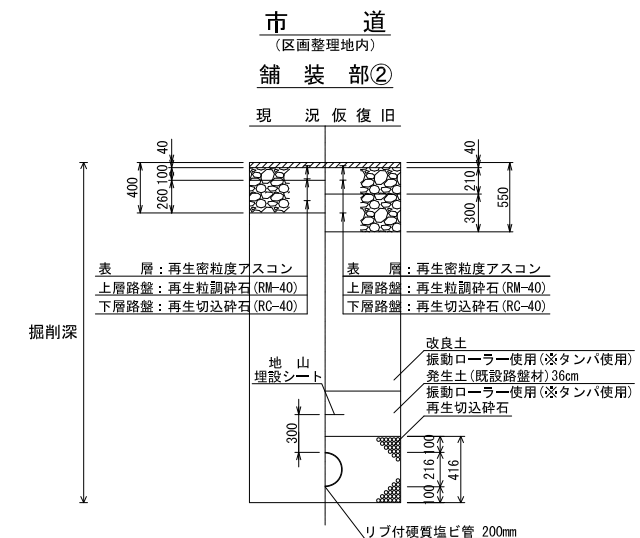 市　道
(区画整理地内)
舗 装 部②
現　況 仮 復 旧
40
100
260
400
40
210
300
550
表　層：再生密粒度アスコン
上層路盤：再生粒調砕石(RM-40)
下層路盤：再生切込砕石(RC-40)
表　層：再生密粒度アスコン
上層路盤：再生粒調砕石(RM-40)
下層路盤：再生切込砕石(RC-40)
掘削深
地　山
埋設シート
300
改良土
振動ローラー使用(※タンパ使用)
発生土(既設路盤材)36cm
振動ローラー使用(※タンパ使用)
再生切込砕石
100
216
100
416
リブ付硬質塩ビ管 200mm